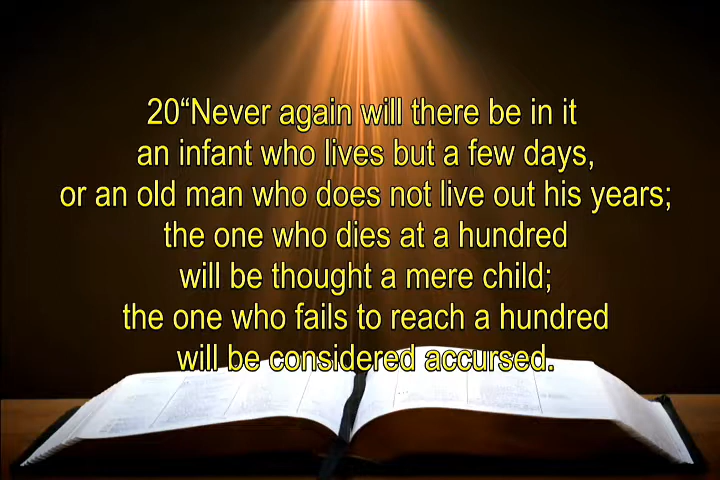 20“Never again will there be in it
an infant who lives but a few days,
or an old man who does not live out his years;
the one who dies at a hundred
will be thought a mere child;
the one who fails to reach a hundred
will be considered accursed.